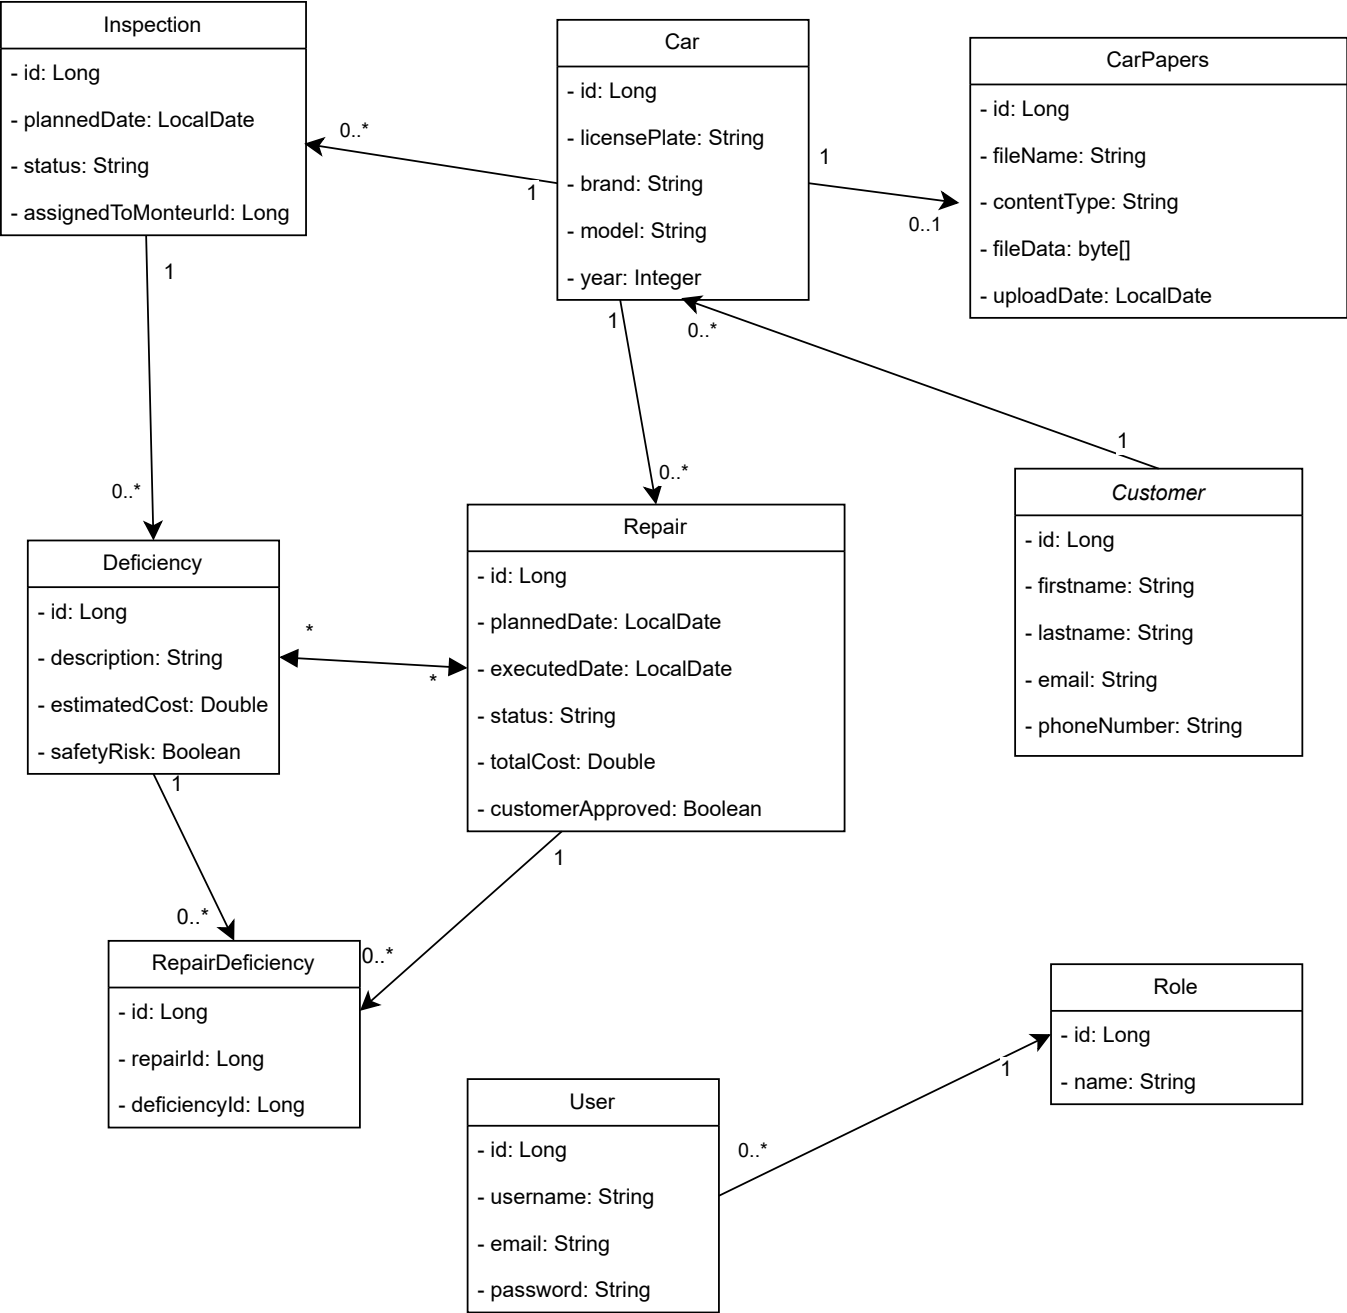 Inspection
- id: Long
- plannedDate: LocalDate
- status: String
- assignedToMonteurId: Long
Car
- id: Long
- licensePlate: String
- brand: String
- model: String
- year: Integer
CarPapers
- id: Long
- fileName: String
- contentType: String
- fileData: byte[]
- uploadDate: LocalDate
0..*
1
1
0..1
1
0..*
1
0..*
1
0..*
1
0..*
Customer
- id: Long
- firstname: String
- lastname: String
- email: String
- phoneNumber: String
Deficiency
- id: Long
- description: String
- estimatedCost: Double
- safetyRisk: Boolean
*
*
Repair
- id: Long
- plannedDate: LocalDate
- executedDate: LocalDate
- status: String
- totalCost: Double
- customerApproved: Boolean
1
0..*
1
0..*
RepairDeficiency
- id: Long
- repairId: Long
- deficiencyId: Long
Role
- id: Long
- name: String
1
0..*
User
- id: Long
- username: String
- email: String
- password: String